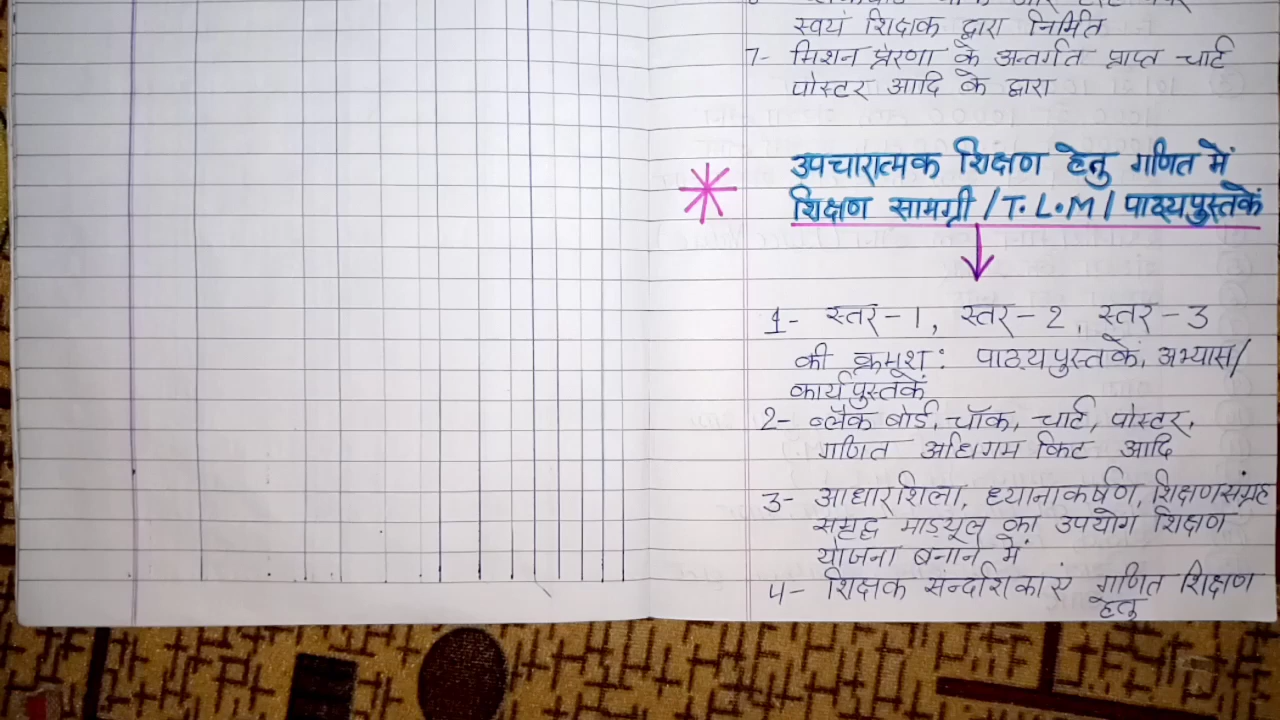 स्वयं शिक्षक द्वारा निर्मित
7- मिशन प्रेरणा के अन्तर्गत प्राप्त चार्ट
पोस्टर आदि के द्वारा
उपचारात्मक शिक्षण हेतु गणित में
शिक्षण सामग्री / T.L.M / पाठ्यपुस्तकें
1- स्तर-1, स्तर-2, स्तर-3
की क्रमश: पाठ्यपुस्तकें, अभ्यास/
कार्यपुस्तकें
2- ब्लैक बोर्ड, चॉक, चार्ट, पोस्टर,
गणित अधिगम किट आदि
3- आधारशिला, ध्यानाकर्षण, शिक्षणसंग्रह
समृद्ध माड्यूल का उपयोग शिक्षण
योजना बनाने में
4- शिक्षक संन्दर्शिकाएं गणित शिक्षण
हेतु